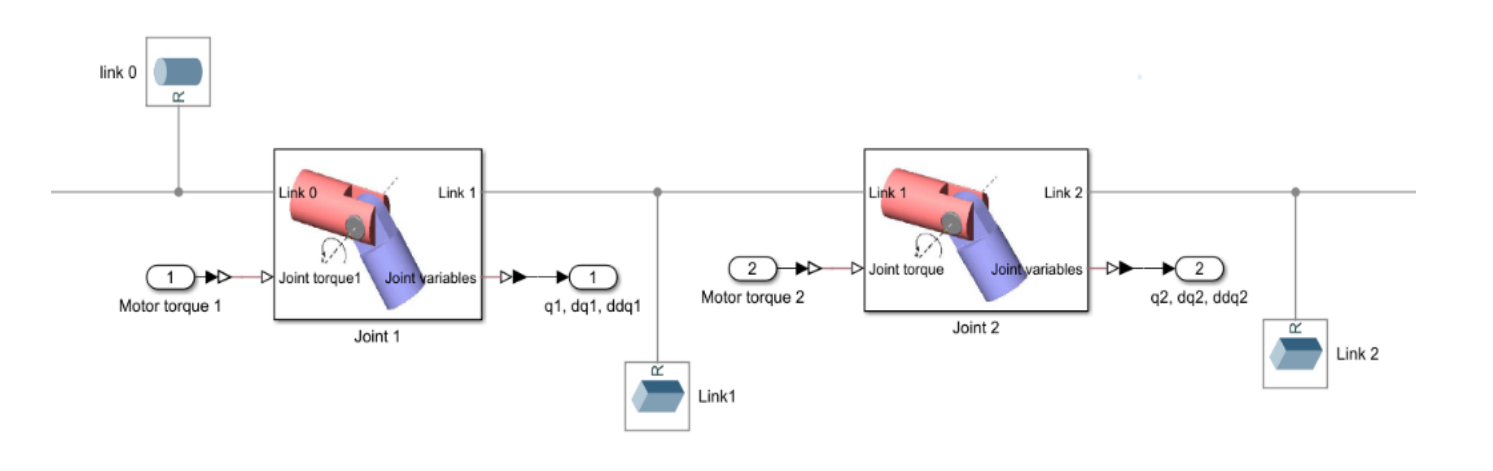 link 0
R
Link 0
Link 1
Joint torque1
Joint variables
1
Motor torque 1
1
q1, dq1, ddq1
Joint 1
R
Link1
Link 1
Link 2
Joint torque
Joint variables
2
Motor torque 2
2
q2, dq2, ddq2
Joint 2
R
Link 2